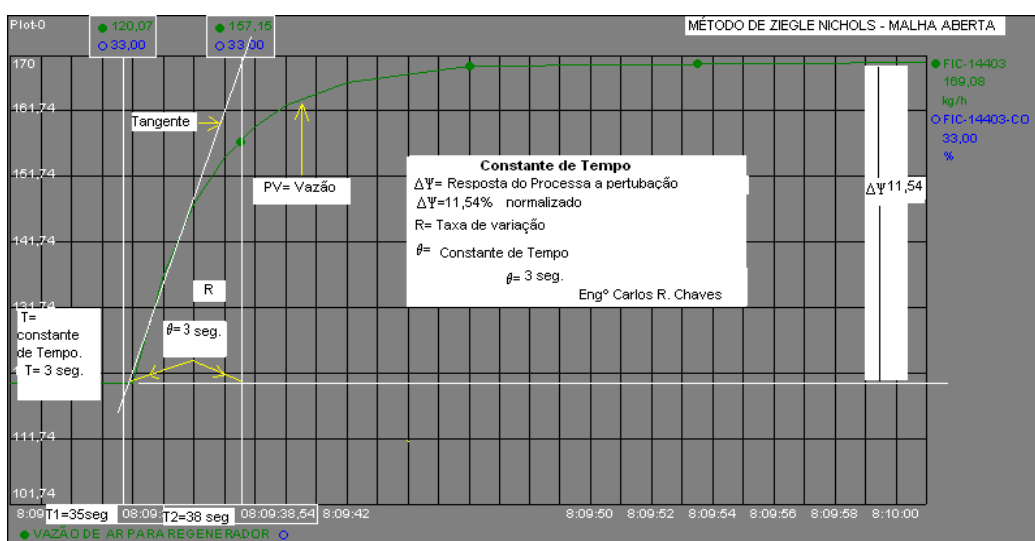 Plot-0
120,07
33,00
157,15
33,00
MÉTODO DE ZIEGLE NICHOLS - MALHA ABERTA
170
161,74
151,74
141,74
131,74
111,74
101,74
FIC-14403
169,08
kg/h
FIC-14403-CO
33,00
%
Tangente
PV= Vazão
Constante de Tempo
ΔΨ= Resposta do Processa a pertubação
ΔΨ=11,54% normalizado
R= Taxa de variação
θ= Constante de Tempo
θ= 3 seg.
Engº Carlos R. Chaves
ΔΨ 11,54
R
θ= 3 seg.
T=
constante
de Tempo.
T= 3 seg.
T1=35seg
T2=38 seg
08:09:38,54
8:09:42
8:09:50
8:09:52
8:09:54
8:09:56
8:09:58
8:10:00
VAZÃO DE AR PARA REGENERADOR